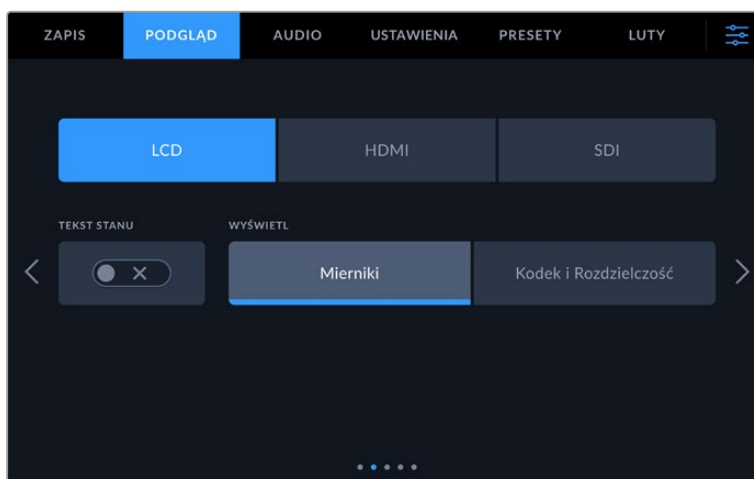 ZAPIS PODGLĄD AUDIO USTAWIENIA PRESETY LUTY
LCD HDMI SDI
TEKST STANU WYŚWIETL
Mierniki Kodek i Rozdzielczość